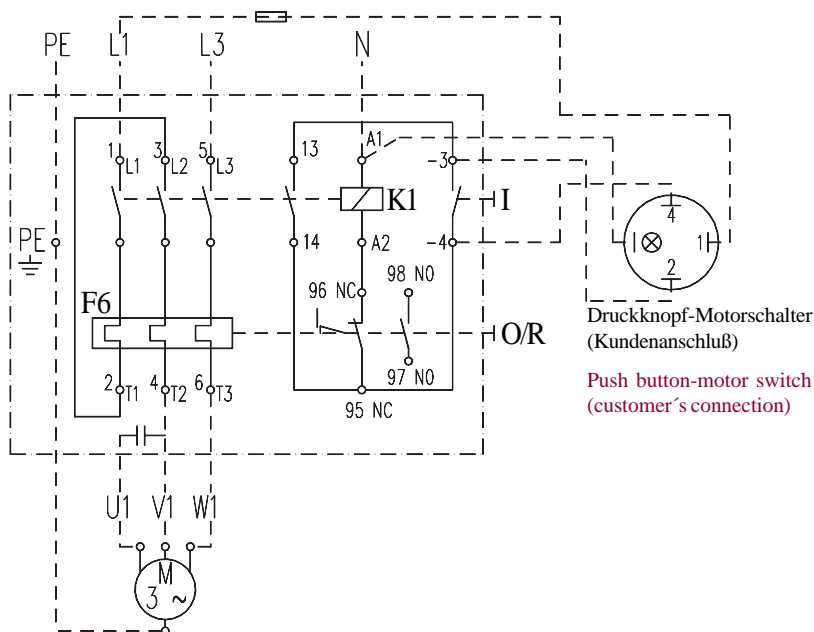 PE L1 L3 N
1 L1 3 L2 5 L3 13 A1 -3
K1 I
4
1
2
PE 14 A2 -4
96 NC 98 NO
F6
O/R
97 NO
2 T1 4 T2 6 T3
95 NC
Druckknopf-Motorschalter
(Kundenanschluß)
Push button-motor switch
(customer´s connection)
U1 V1 W1
M
3 ~